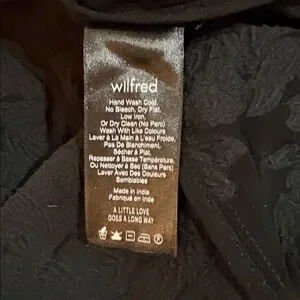 wilfred
Hand Wash Cold,
No Bleach, Dry Flat,
Low Iron,
Or Dry Clean (No Perc)
Wash With Like Colours
Laver à La Main à L'eau Froide,
Pas De Blanchiment,
Sécher à Plat,
Repasser à Basse Température,
Ou Nettoyer à Sec (Sans Perc)
Laver Avec Des Couleurs
Semblables
Made in India
Fabriqué en Inde
A LITTLE LOVE
GOES A LONG WAY